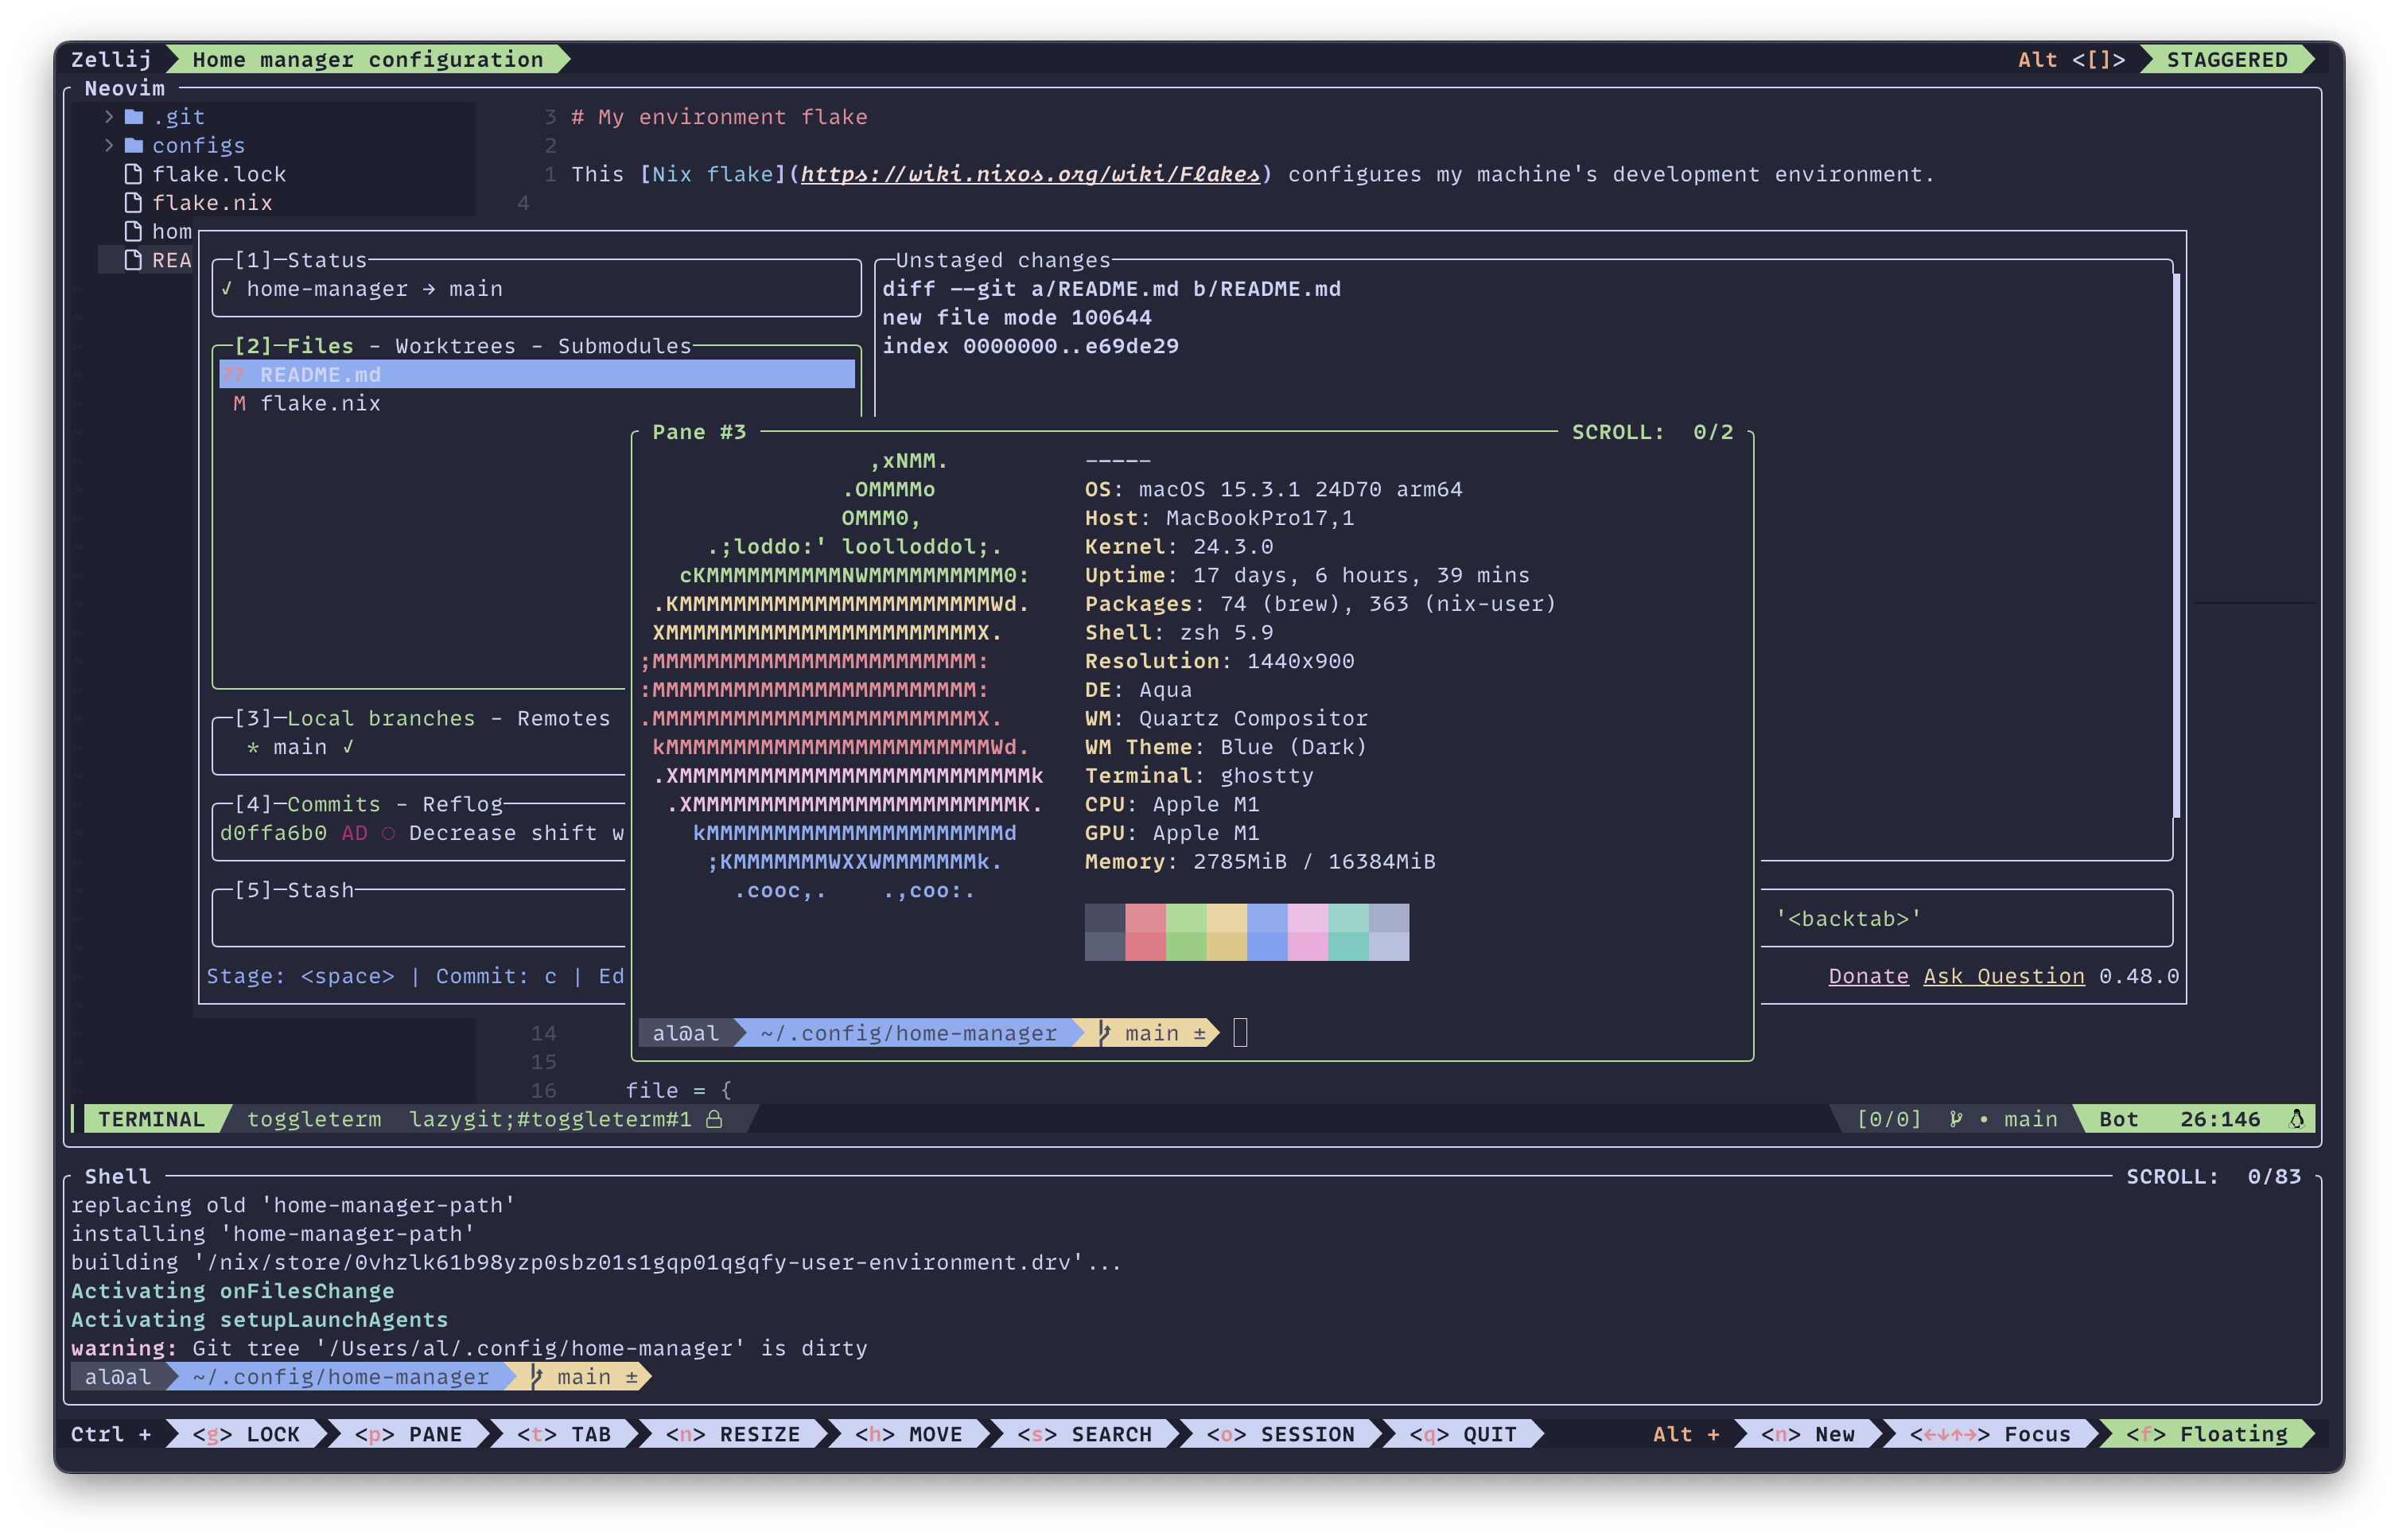 Zellij Home manager configuration Alt <[]> STAGGERED
Neovim
> .git
> configs
flake.lock
flake.nix
hom
REA
3 # My environment flake
2
1 This [Nix flake](https://wiki.nixos.org/wiki/Flakes) configures my machine's development environment.
4
[1]─Status
✓ home-manager → main
[2]─Files - Worktrees - Submodules
?? README.md
M flake.nix
[3]─Local branches - Remotes
* main ✓
[4]─Commits - Reflog
d0ffa6b0 AD ○ Decrease shift w
[5]─Stash
Stage: <space> | Commit: c | Ed
Unstaged changes
diff --git a/README.md b/README.md
new file mode 100644
index 0000000..e69de29
'<backtab>'
Donate Ask Question 0.48.0
Pane #3 SCROLL: 0/2
,xNMM.
.OMMMMo
OMMM0,
.;loddo:' loolloddol;.
cKMMMMMMMMMMNWMMMMMMMMMM0:
.KMMMMMMMMMMMMMMMMMMMMMMMWd.
XMMMMMMMMMMMMMMMMMMMMMMMX.
;MMMMMMMMMMMMMMMMMMMMMMMM:
:MMMMMMMMMMMMMMMMMMMMMMMM:
.MMMMMMMMMMMMMMMMMMMMMMMMX.
kMMMMMMMMMMMMMMMMMMMMMMMMWd.
.XMMMMMMMMMMMMMMMMMMMMMMMMMMk
.XMMMMMMMMMMMMMMMMMMMMMMMMK.
kMMMMMMMMMMMMMMMMMMMMMMd
;KMMMMMMMWXXWMMMMMMMk.
.cooc,. .,coo:.
-----
OS: macOS 15.3.1 24D70 arm64
Host: MacBookPro17,1
Kernel: 24.3.0
Uptime: 17 days, 6 hours, 39 mins
Packages: 74 (brew), 363 (nix-user)
Shell: zsh 5.9
Resolution: 1440x900
DE: Aqua
WM: Quartz Compositor
WM Theme: Blue (Dark)
Terminal: ghostty
CPU: Apple M1
GPU: Apple M1
Memory: 2785MiB / 16384MiB
al@al ~/.config/home-manager main ±
14
15
16 file = {
TERMINAL toggleterm lazygit;#toggleterm#1 [0/0] • main Bot 26:146
Shell SCROLL: 0/83
replacing old 'home-manager-path'
installing 'home-manager-path'
building '/nix/store/0vhzlk61b98yzp0sbz01s1gqp01qgqfy-user-environment.drv'...
Activating onFilesChange
Activating setupLaunchAgents
warning: Git tree '/Users/al/.config/home-manager' is dirty
al@al ~/.config/home-manager main ±
Ctrl + <g> LOCK <p> PANE <t> TAB <n> RESIZE <h> MOVE <s> SEARCH <o> SESSION <q> QUIT Alt + <n> New <←↓↑→> Focus <f> Floating